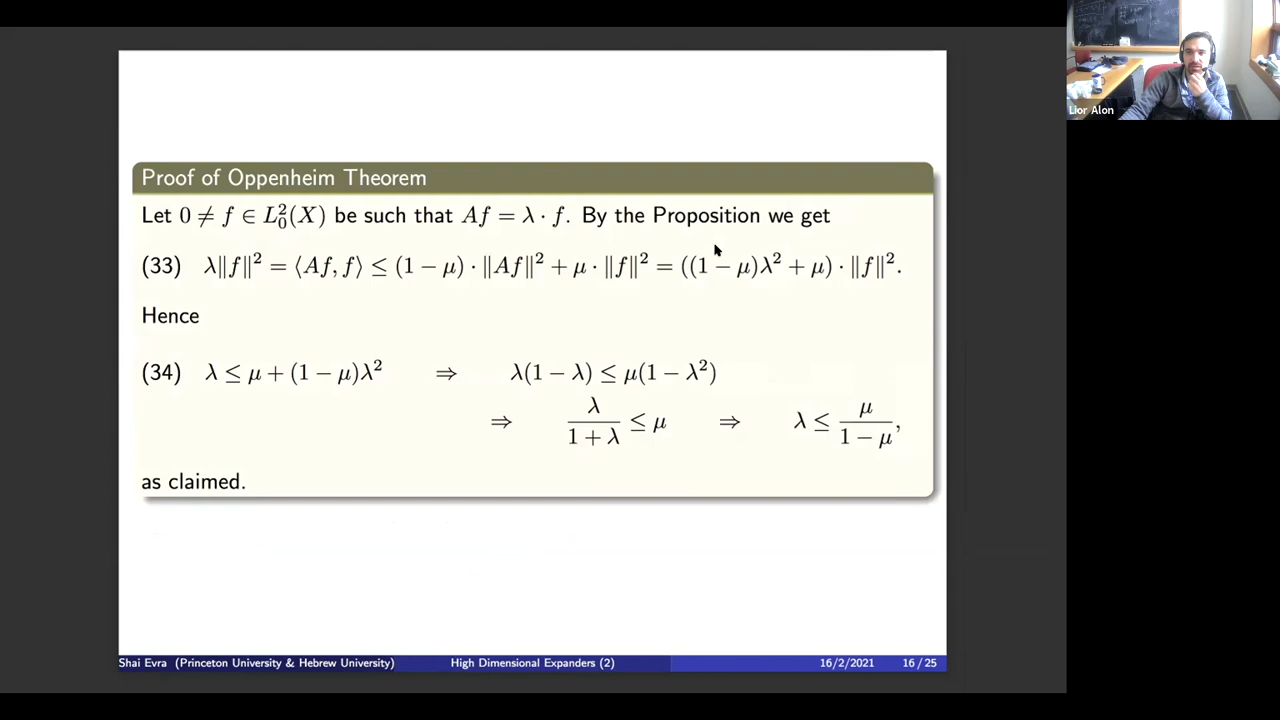 Lior Alon
Proof of Oppenheim Theorem
Let 0 ≠ f ∈ L₀²(X) be such that Af = λ · f. By the Proposition we get
(33) λ‖f‖² = ⟨Af, f⟩ ≤ (1 − μ) · ‖Af‖² + μ · ‖f‖² = ((1 − μ)λ² + μ) · ‖f‖².
Hence
(34) λ ≤ μ + (1 − μ)λ² ⇒ λ(1 − λ) ≤ μ(1 − λ²)
⇒ λ/(1 + λ) ≤ μ ⇒ λ ≤ μ/(1 − μ),
as claimed.
Shai Evra (Princeton University & Hebrew University) High Dimensional Expanders (2) 16/2/2021 16 / 25